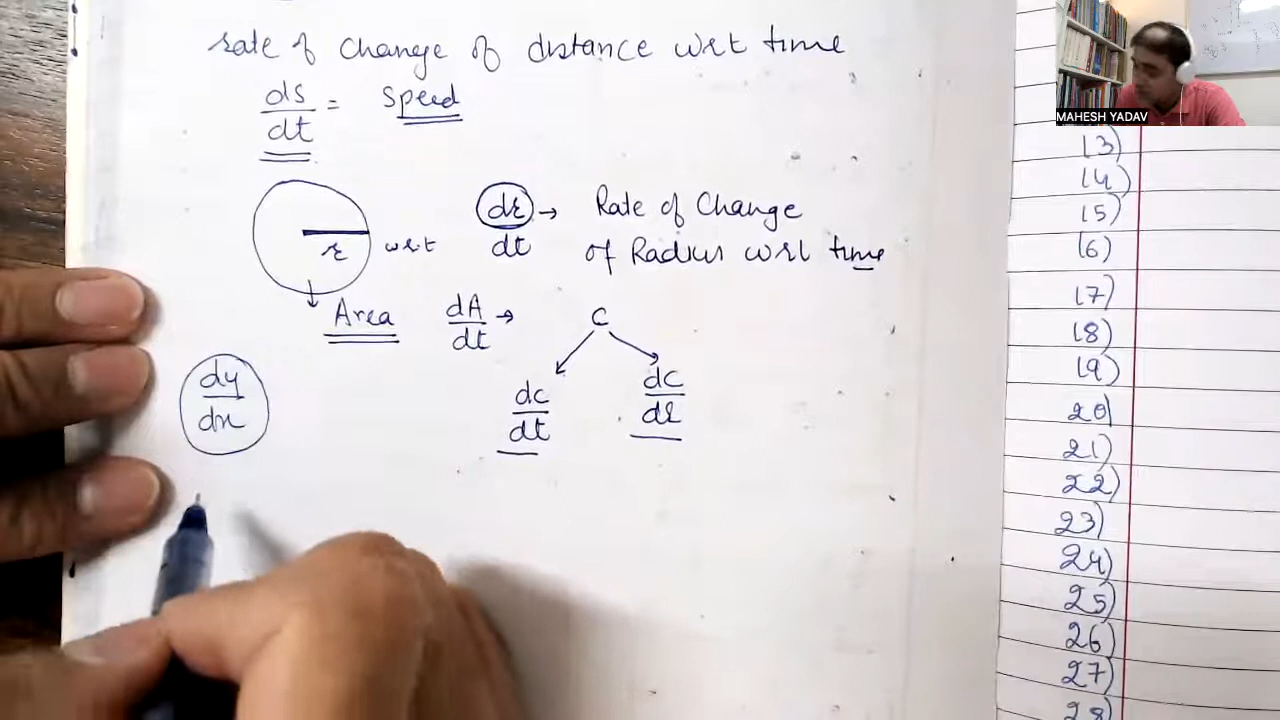 rate of Change of distance wrt time
ds/dt = Speed
dr/dt → Rate of Change
of Radius wrt time
r wrt
Area dA/dt → C
dy/dx
dc/dt dc/dr
MAHESH YADAV
13)
14)
15)
16)
17)
18)
19)
20)
21)
22)
23)
24)
25)
26)
27)
28)